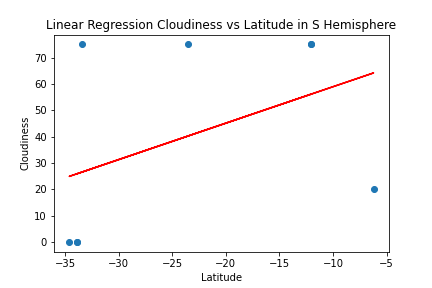 Linear Regression Cloudiness vs Latitude in S Hemisphere
70
60
50
40
30
20
10
0
Cloudiness
−35 −30 −25 −20 −15 −10 −5
Latitude